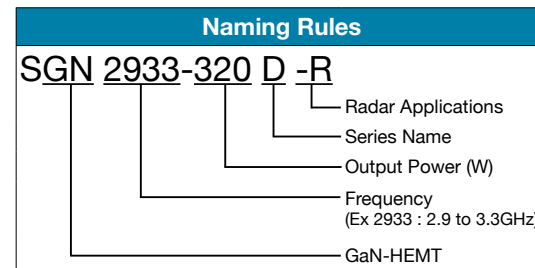 Naming Rules
SGN 2933-320 D -R
Radar Applications
Series Name
Output Power (W)
Frequency
(Ex 2933 : 2.9 to 3.3GHz)
GaN-HEMT